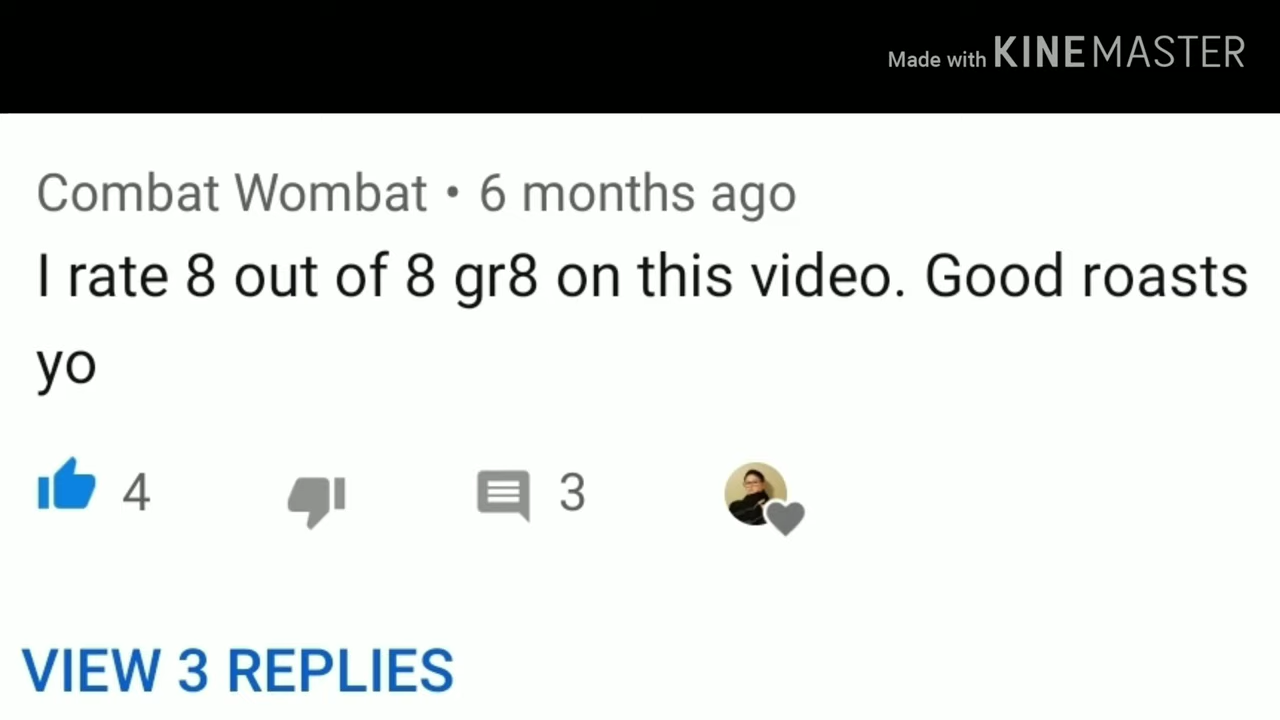 Made with KINEMASTER
Combat Wombat • 6 months ago
I rate 8 out of 8 gr8 on this video. Good roasts
yo
4 3
VIEW 3 REPLIES